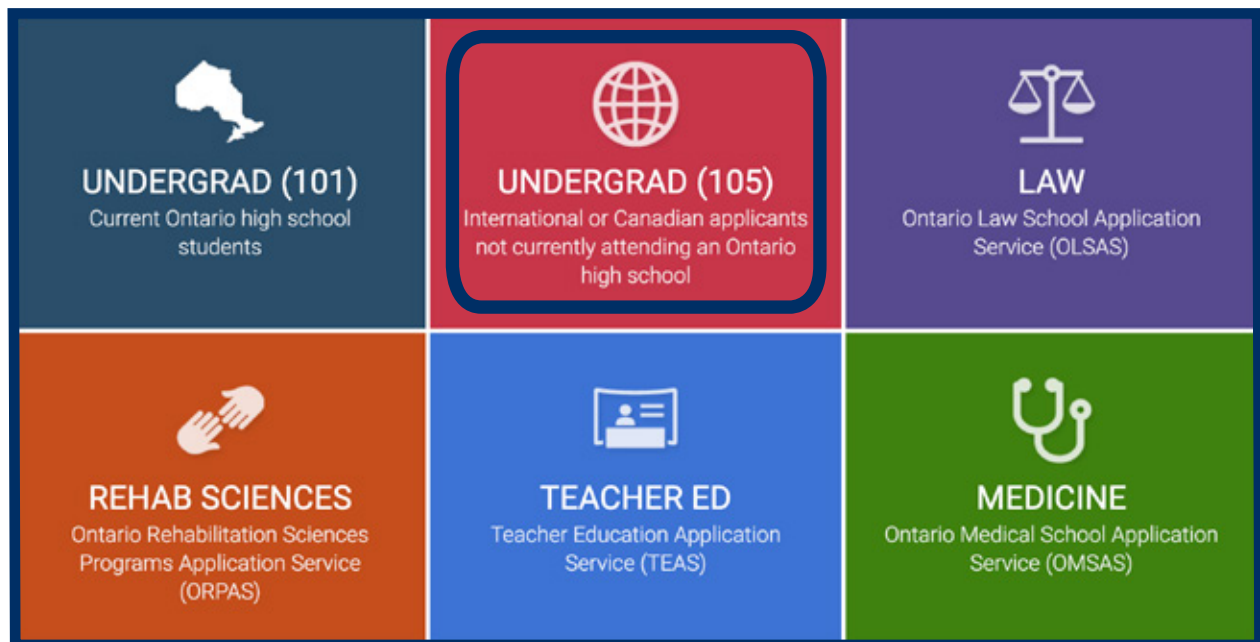 UNDERGRAD (101)
Current Ontario high school
students
UNDERGRAD (105)
International or Canadian applicants
not currently attending an Ontario
high school
LAW
Ontario Law School Application
Service (OLSAS)
REHAB SCIENCES
Ontario Rehabilitation Sciences
Programs Application Service
(ORPAS)
TEACHER ED
Teacher Education Application
Service (TEAS)
MEDICINE
Ontario Medical School Application
Service (OMSAS)